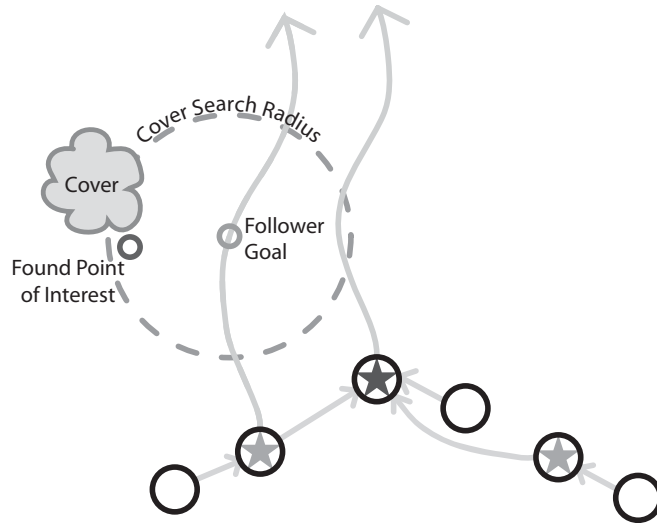 Cover Search Radius
Cover
Follower
Goal
Found Point
of Interest